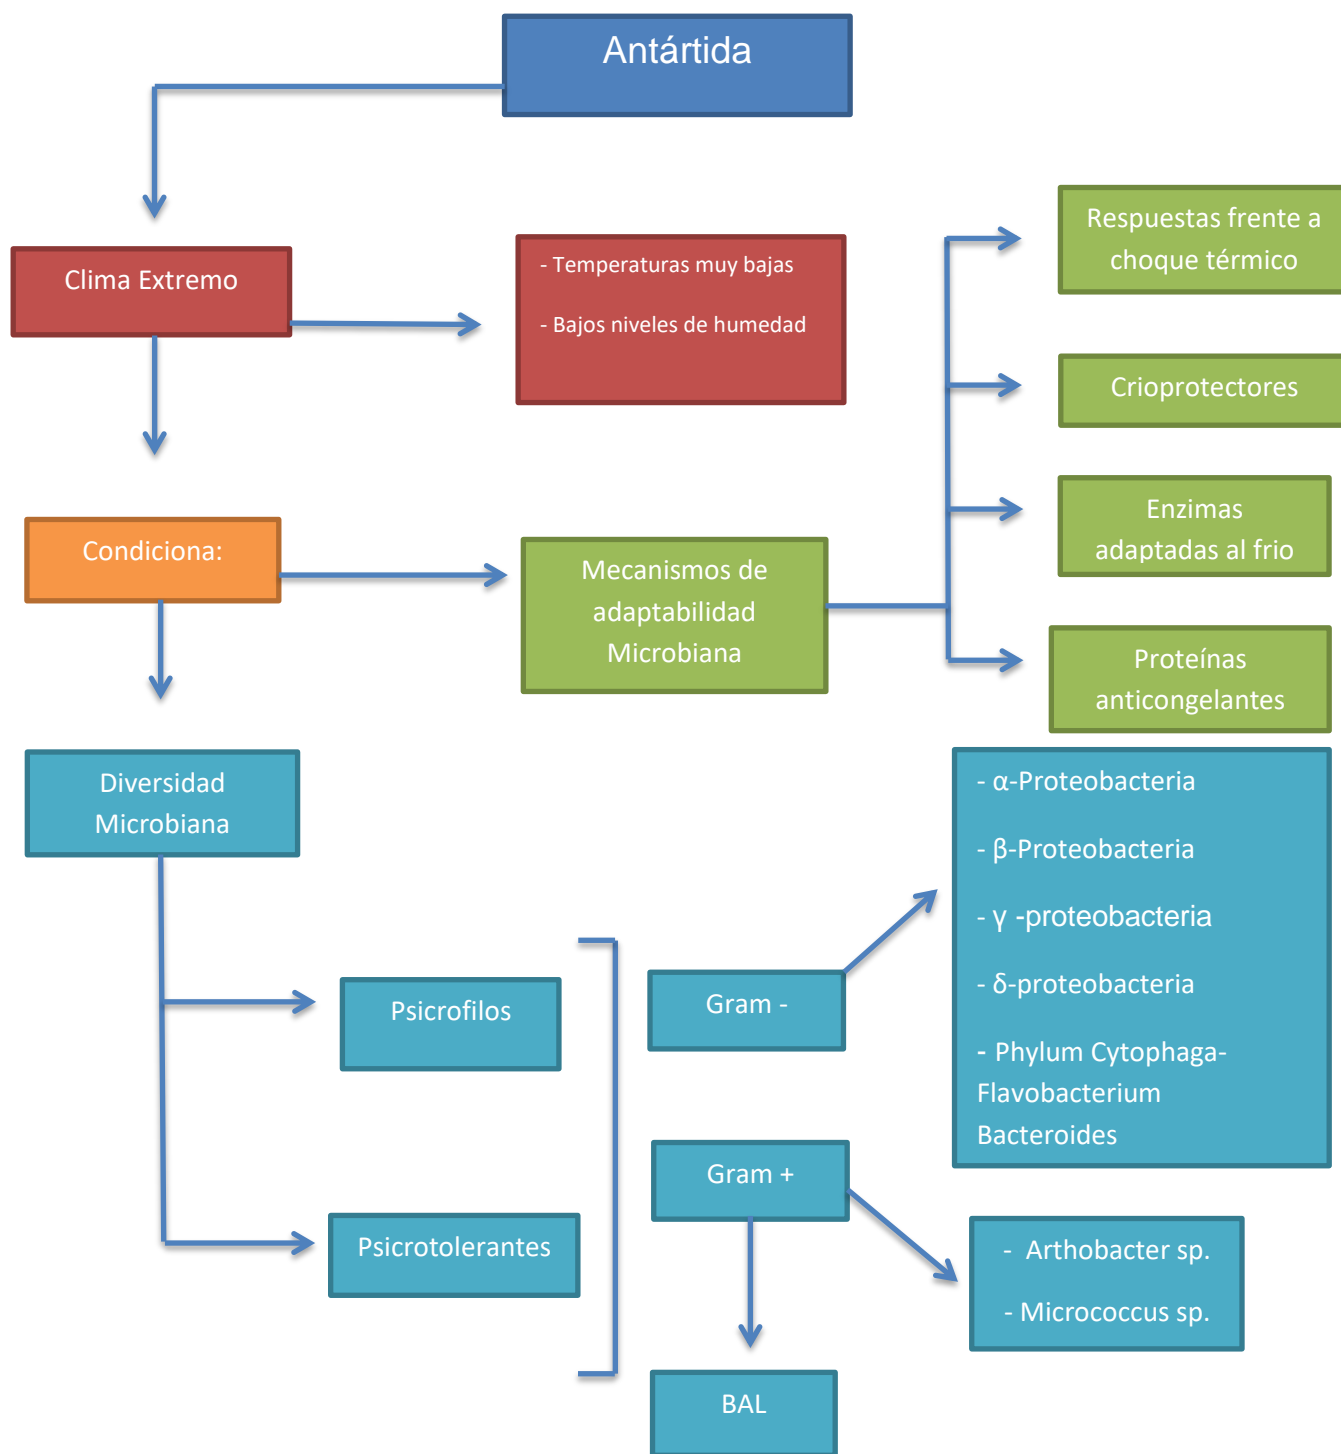 Antártida
Clima Extremo
- Temperaturas muy bajas
- Bajos niveles de humedad
Respuestas frente a
choque térmico
Crioprotectores
Enzimas
adaptadas al frio
Proteínas
anticongelantes
Condiciona:
Mecanismos de
adaptabilidad
Microbiana
Diversidad
Microbiana
Psicrofilos
Psicrotolerantes
Gram -
- α-Proteobacteria
- β-Proteobacteria
- γ -proteobacteria
- δ-proteobacteria
- Phylum Cytophaga-
Flavobacterium
Bacteroides
Gram +
- Arthobacter sp.
- Micrococcus sp.
BAL